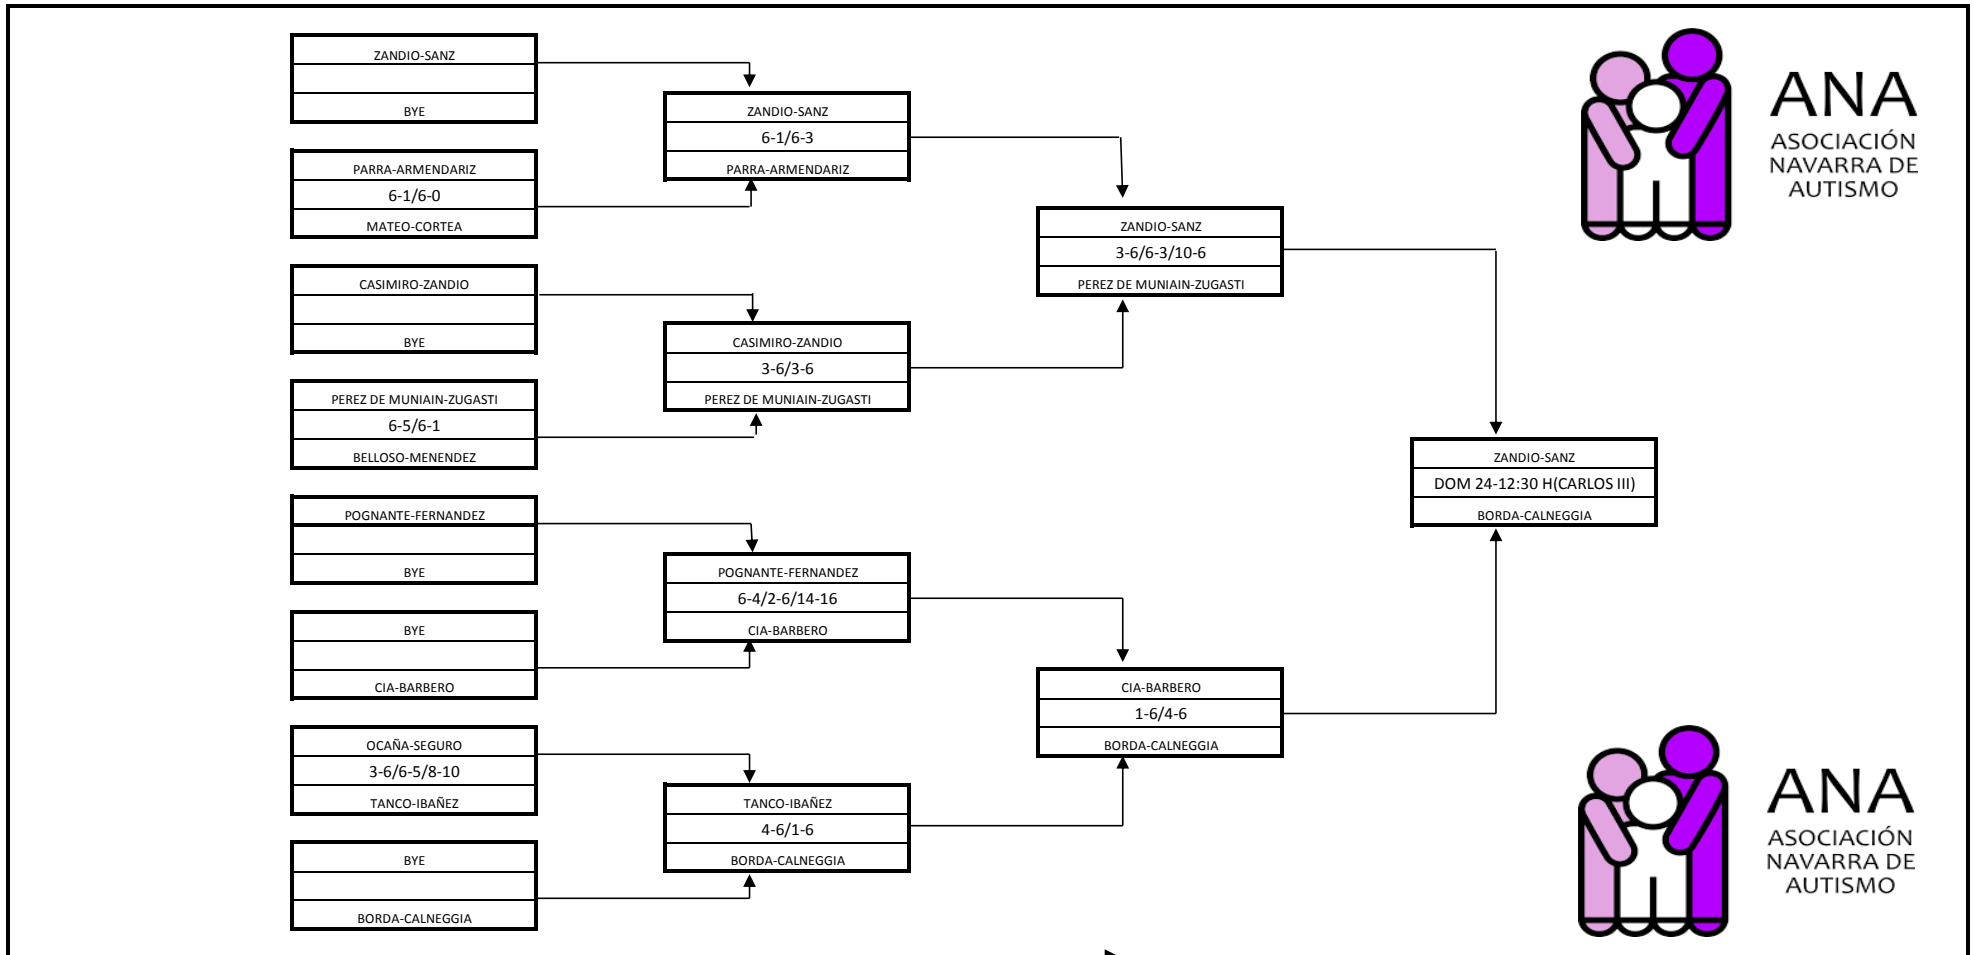 ZANDIO-SANZ
BYE
PARRA-ARMENDARIZ
6-1/6-0
MATEO-CORTEA
CASIMIRO-ZANDIO
BYE
PEREZ DE MUNIAIN-ZUGASTI
6-5/6-1
BELLOSO-MENENDEZ
POGNANTE-FERNANDEZ
BYE
BYE
CIA-BARBERO
OCAÑA-SEGURO
3-6/6-5/8-10
TANCO-IBAÑEZ
BYE
BORDA-CALNEGGIA
ZANDIO-SANZ
6-1/6-3
PARRA-ARMENDARIZ
CASIMIRO-ZANDIO
3-6/3-6
PEREZ DE MUNIAIN-ZUGASTI
POGNANTE-FERNANDEZ
6-4/2-6/14-16
CIA-BARBERO
TANCO-IBAÑEZ
4-6/1-6
BORDA-CALNEGGIA
ZANDIO-SANZ
3-6/6-3/10-6
PEREZ DE MUNIAIN-ZUGASTI
CIA-BARBERO
1-6/4-6
BORDA-CALNEGGIA
ZANDIO-SANZ
DOM 24-12:30 H(CARLOS III)
BORDA-CALNEGGIA
ANA
ASOCIACIÓN
NAVARRA DE
AUTISMO
ANA
ASOCIACIÓN
NAVARRA DE
AUTISMO